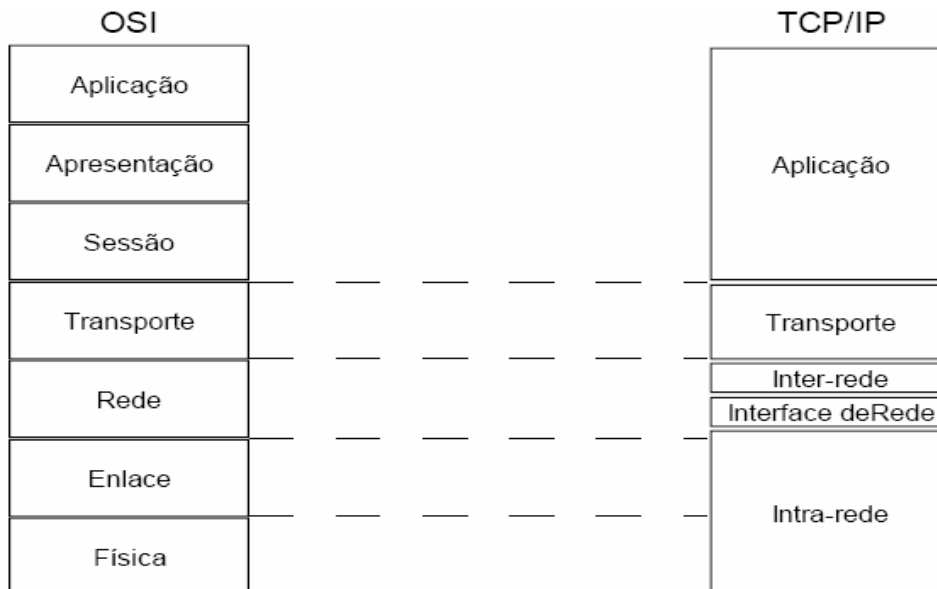 OSI
Aplicação
Apresentação
Sessão
Transporte
Rede
Enlace
Física
TCP/IP
Aplicação
Transporte
Inter-rede
Interface deRede
Intra-rede